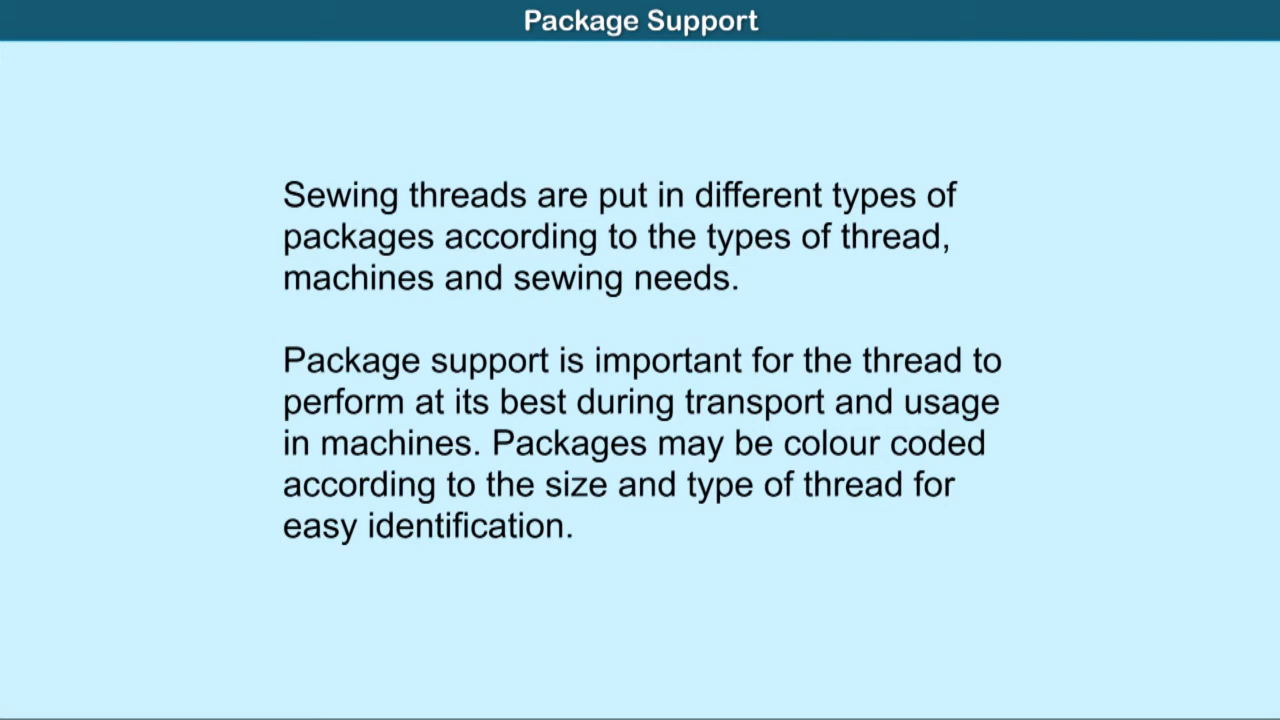 Package Support
Sewing threads are put in different types of
packages according to the types of thread,
machines and sewing needs.
Package support is important for the thread to
perform at its best during transport and usage
in machines. Packages may be colour coded
according to the size and type of thread for
easy identification.